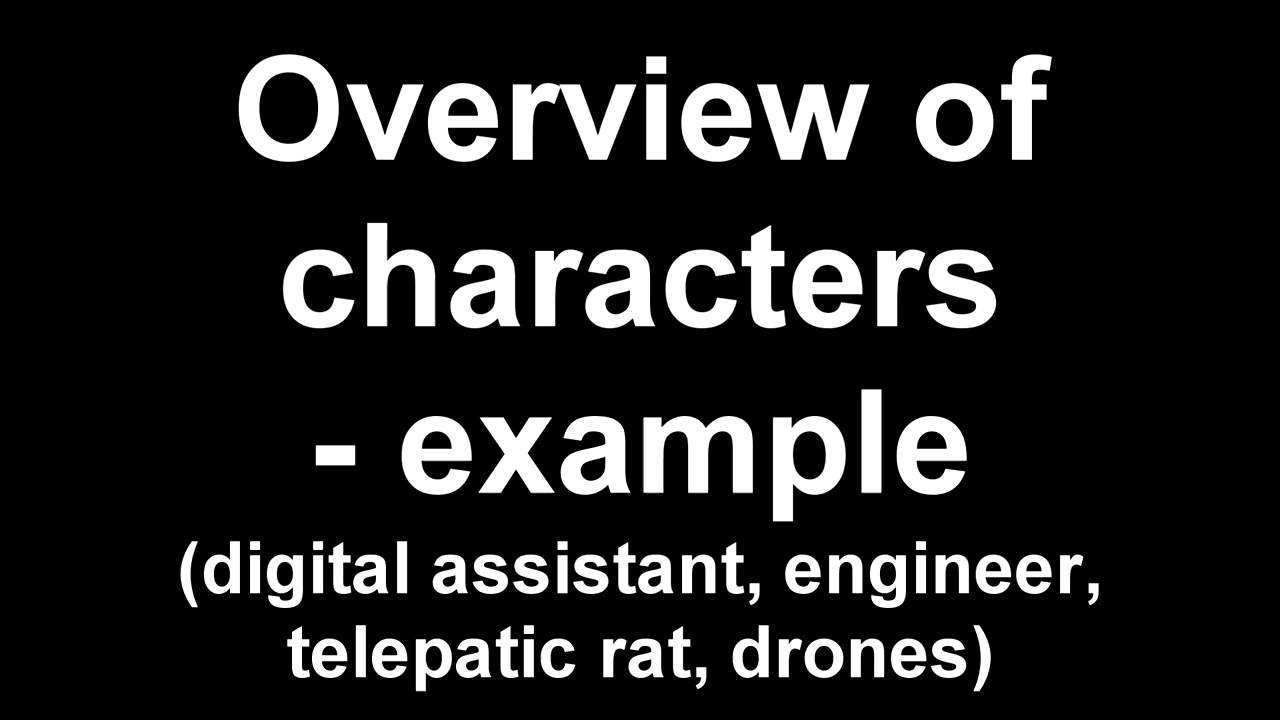 Overview of
characters
- example
(digital assistant, engineer,
telepatic rat, drones)